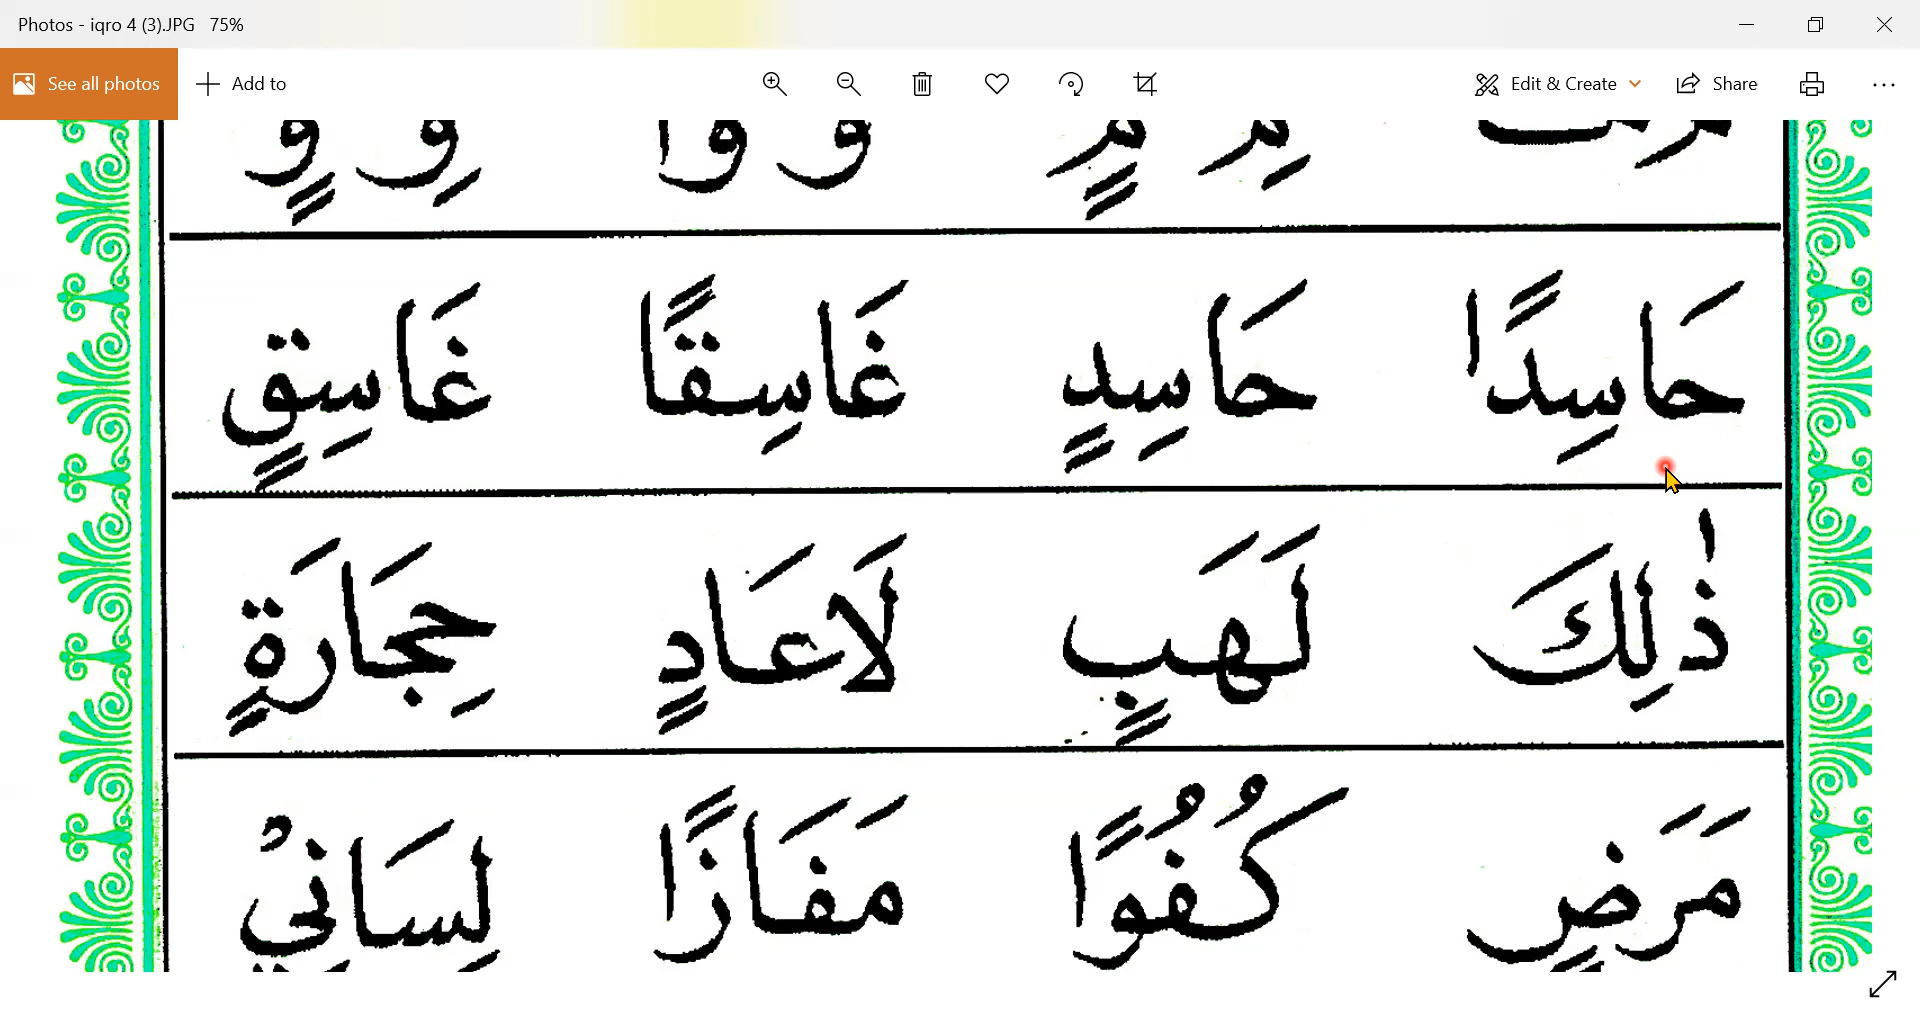 Photos - iqro 4 (3).JPG 75%
See all photos
Add to
Edit & Create
Share
حَاسِدًا حَاسِدٍ غَاسِقًا غَاسِقٍ
ذٰلِكَ لَهَبٍ لَاعَادٍ حِجَارَةٍ
مَرَضٍ كُفُوًا مَفَازًا لِسَانِيْ